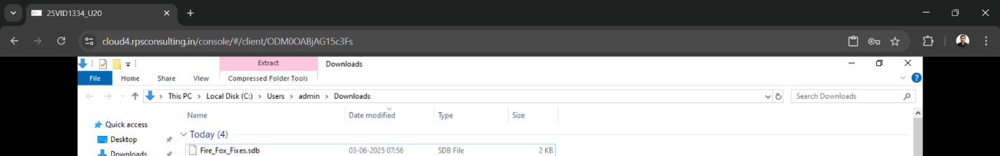 25VID1334_U20
cloud4.rpsconsulting.in/console/#/client/ODM0OABjAG15c3Fs
Extract
Downloads
File
Home
Share
View
Compressed Folder Tools
This PC > Local Disk (C:) > Users > admin > Downloads
Search Downloads
Name
Date modified
Type
Size
Quick access
Today (4)
Desktop
Fire_Fox_Fixes.sdb
03-06-2025 07:56
SDB File
2 KB
Downloads